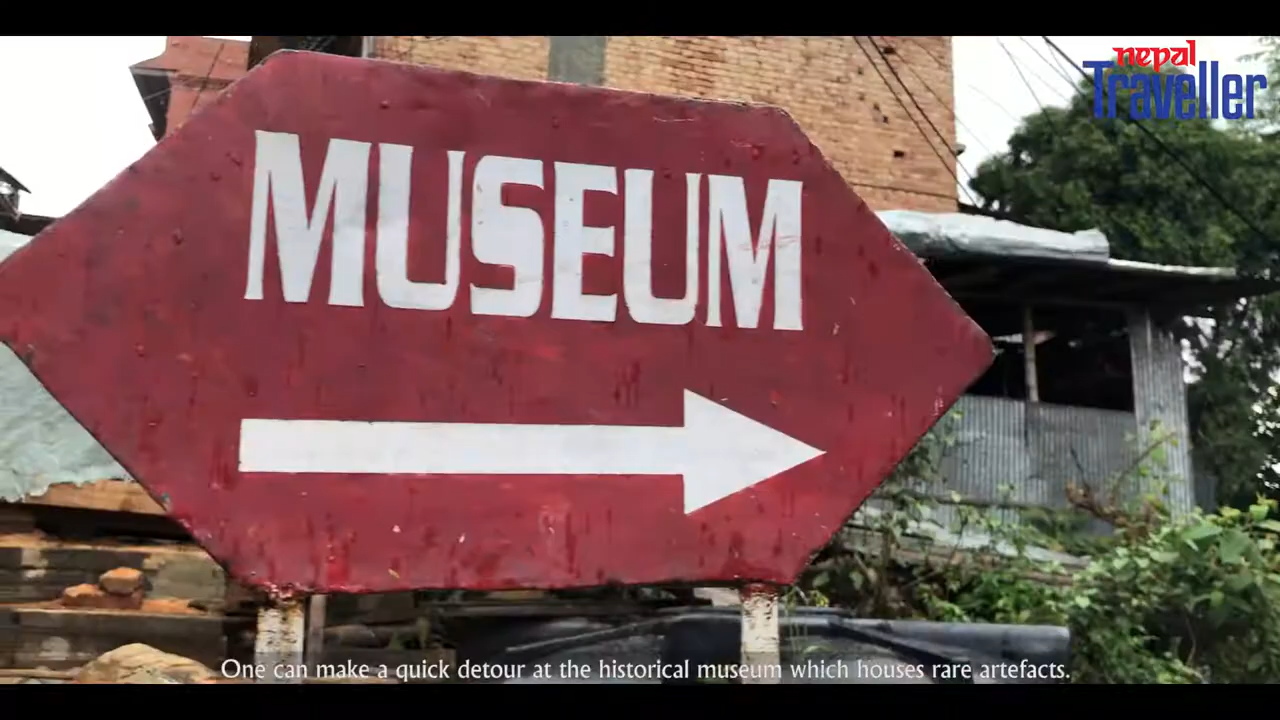 nepal
Traveller
MUSEUM
One can make a quick detour at the historical museum which houses rare artefacts.